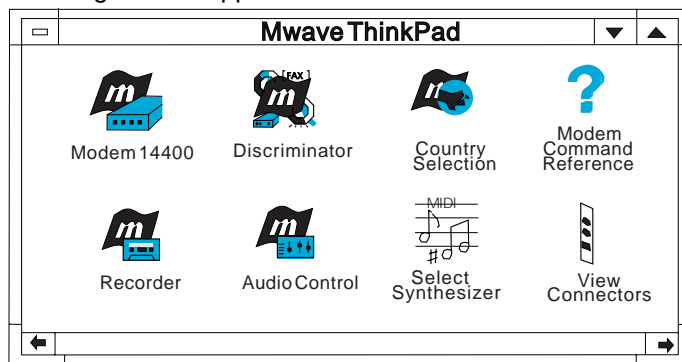 Mwave ThinkPad
FAX
m
m
m
?
Modem 14400
Discriminator
Country
Selection
Modem
Command
Reference
m
m
MIDI
Recorder
Audio Control
Select
Synthesizer
View
Connectors